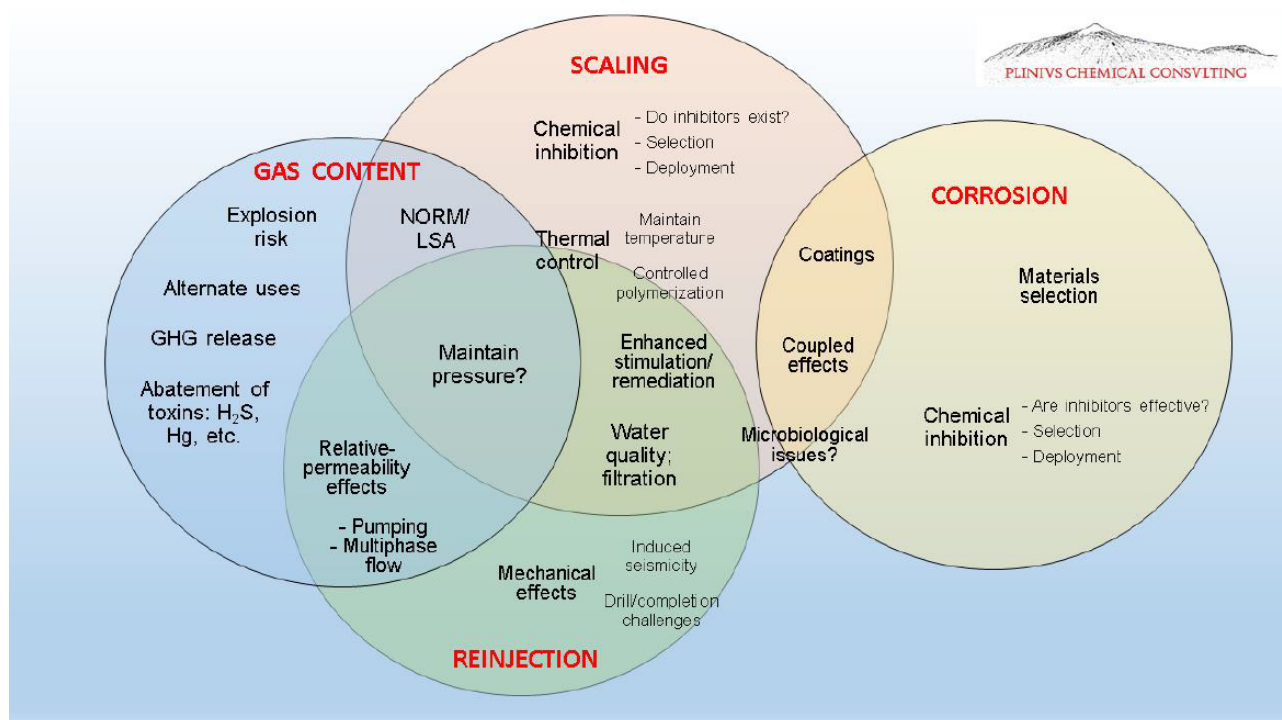 PLINIVS CHEMICAL CONSVLTING
SCALING
Chemical
inhibition
- Do inhibitors exist?
- Selection
- Deployment
GAS CONTENT
Explosion
risk
NORM/
LSA
Alternate uses
GHG release
Abatement of
toxins: H₂S,
Hg, etc.
Thermal
control
Maintain
temperature
Controlled
polymerization
CORROSION
Coatings
Materials
selection
Maintain
pressure?
Enhanced
stimulation/
remediation
Coupled
effects
Chemical
inhibition
- Are inhibitors effective?
- Selection
- Deployment
Relative-
permeability
effects
- Pumping
- Multiphase
flow
Water
quality;
filtration
Microbiological
issues?
Mechanical
effects
Induced
seismicity
Drill/completion
challenges
REINJECTION